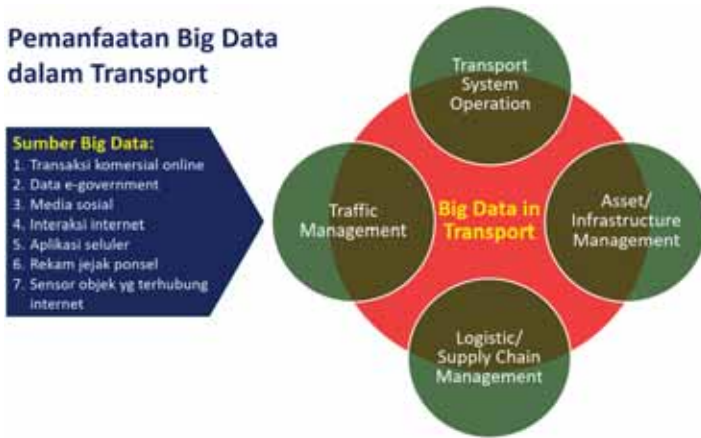 Pemanfaatan Big Data
dalam Transport
Sumber Big Data:
1. Transaksi komersial online
2. Data e-government
3. Media sosial
4. Interaksi internet
5. Aplikasi seluler
6. Rekam jejak ponsel
7. Sensor objek yg terhubung
internet
Transport
System
Operation
Traffic
Management
Big Data in
Transport
Asset/
Infrastructure
Management
Logistic/
Supply Chain
Management